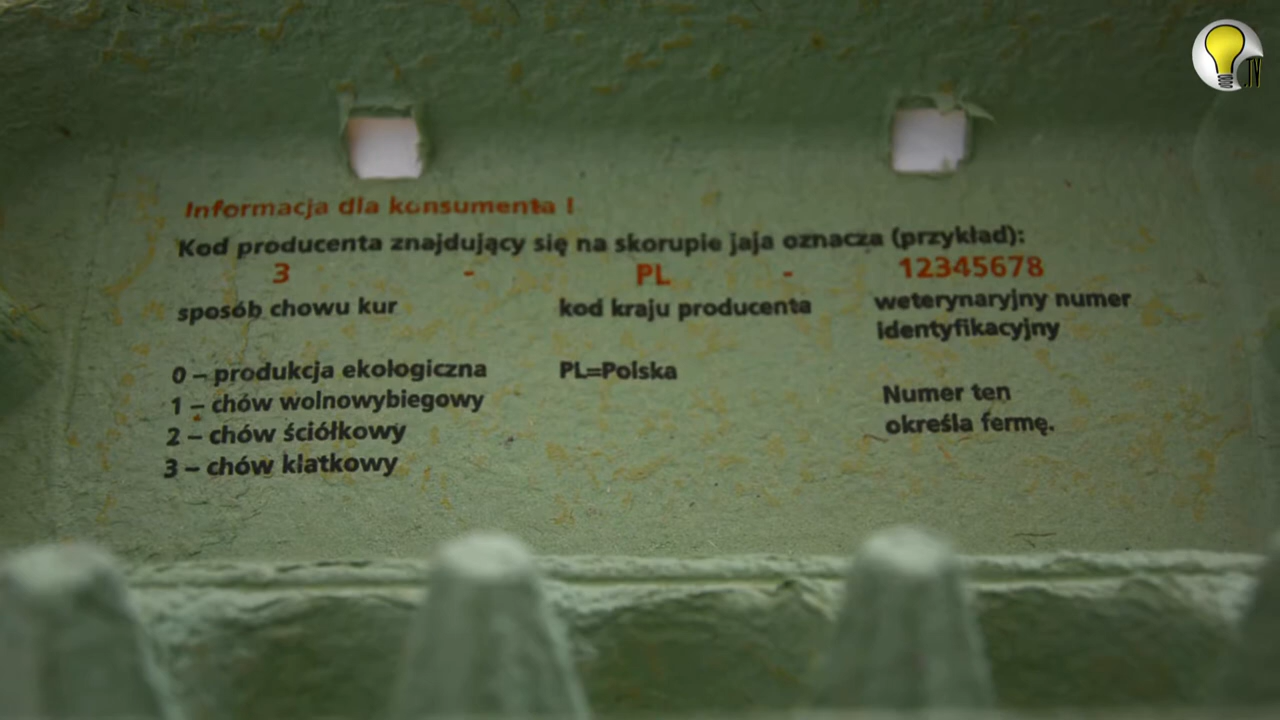 .TV
Informacja dla konsumenta !
Kod producenta znajdujący się na skorupie jaja oznacza (przykład):
3 - PL - 12345678
sposób chowu kur kod kraju producenta weterynaryjny numer
identyfikacyjny
0 – produkcja ekologiczna PL=Polska
1 – chów wolnowybiegowy Numer ten
2 – chów ściółkowy określa fermę.
3 – chów klatkowy